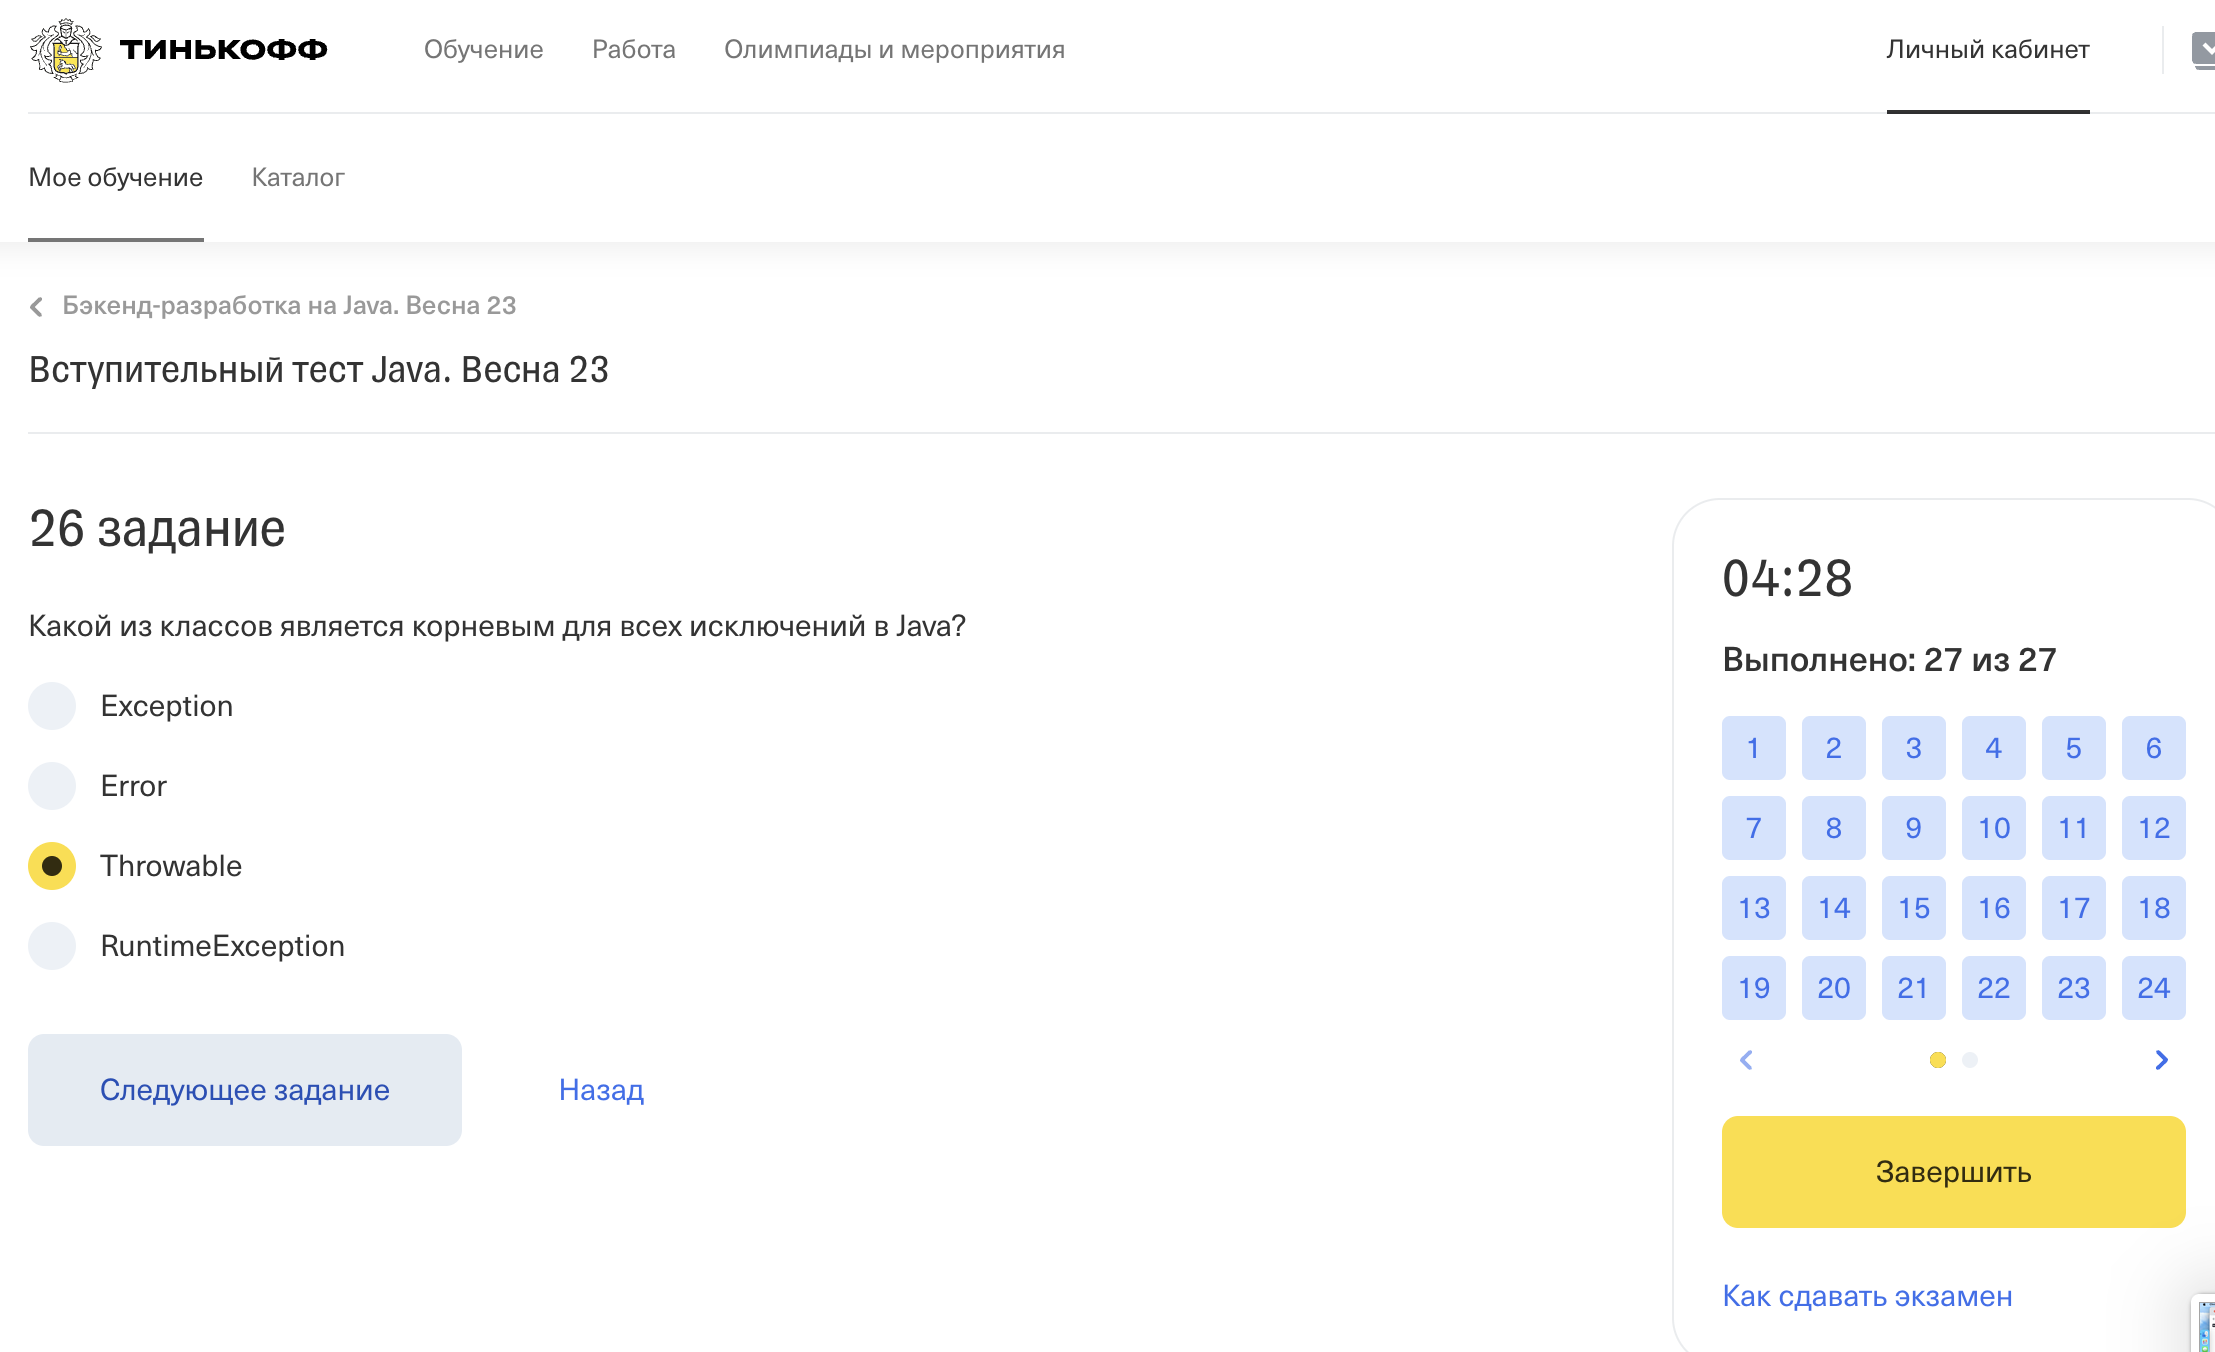 ТИНЬКОФФ
Обучение
Работа
Олимпиады и мероприятия
Личный кабинет
Мое обучение
Каталог
Бэкенд-разработка на Java. Весна 23
Вступительный тест Java. Весна 23
26 задание
Какой из классов является корневым для всех исключений в Java?
Exception
Error
Throwable
RuntimeException
Следующее задание
Назад
04:28
Выполнено: 27 из 27
1 2 3 4 5 6
7 8 9 10 11 12
13 14 15 16 17 18
19 20 21 22 23 24
Завершить
Как сдавать экзамен